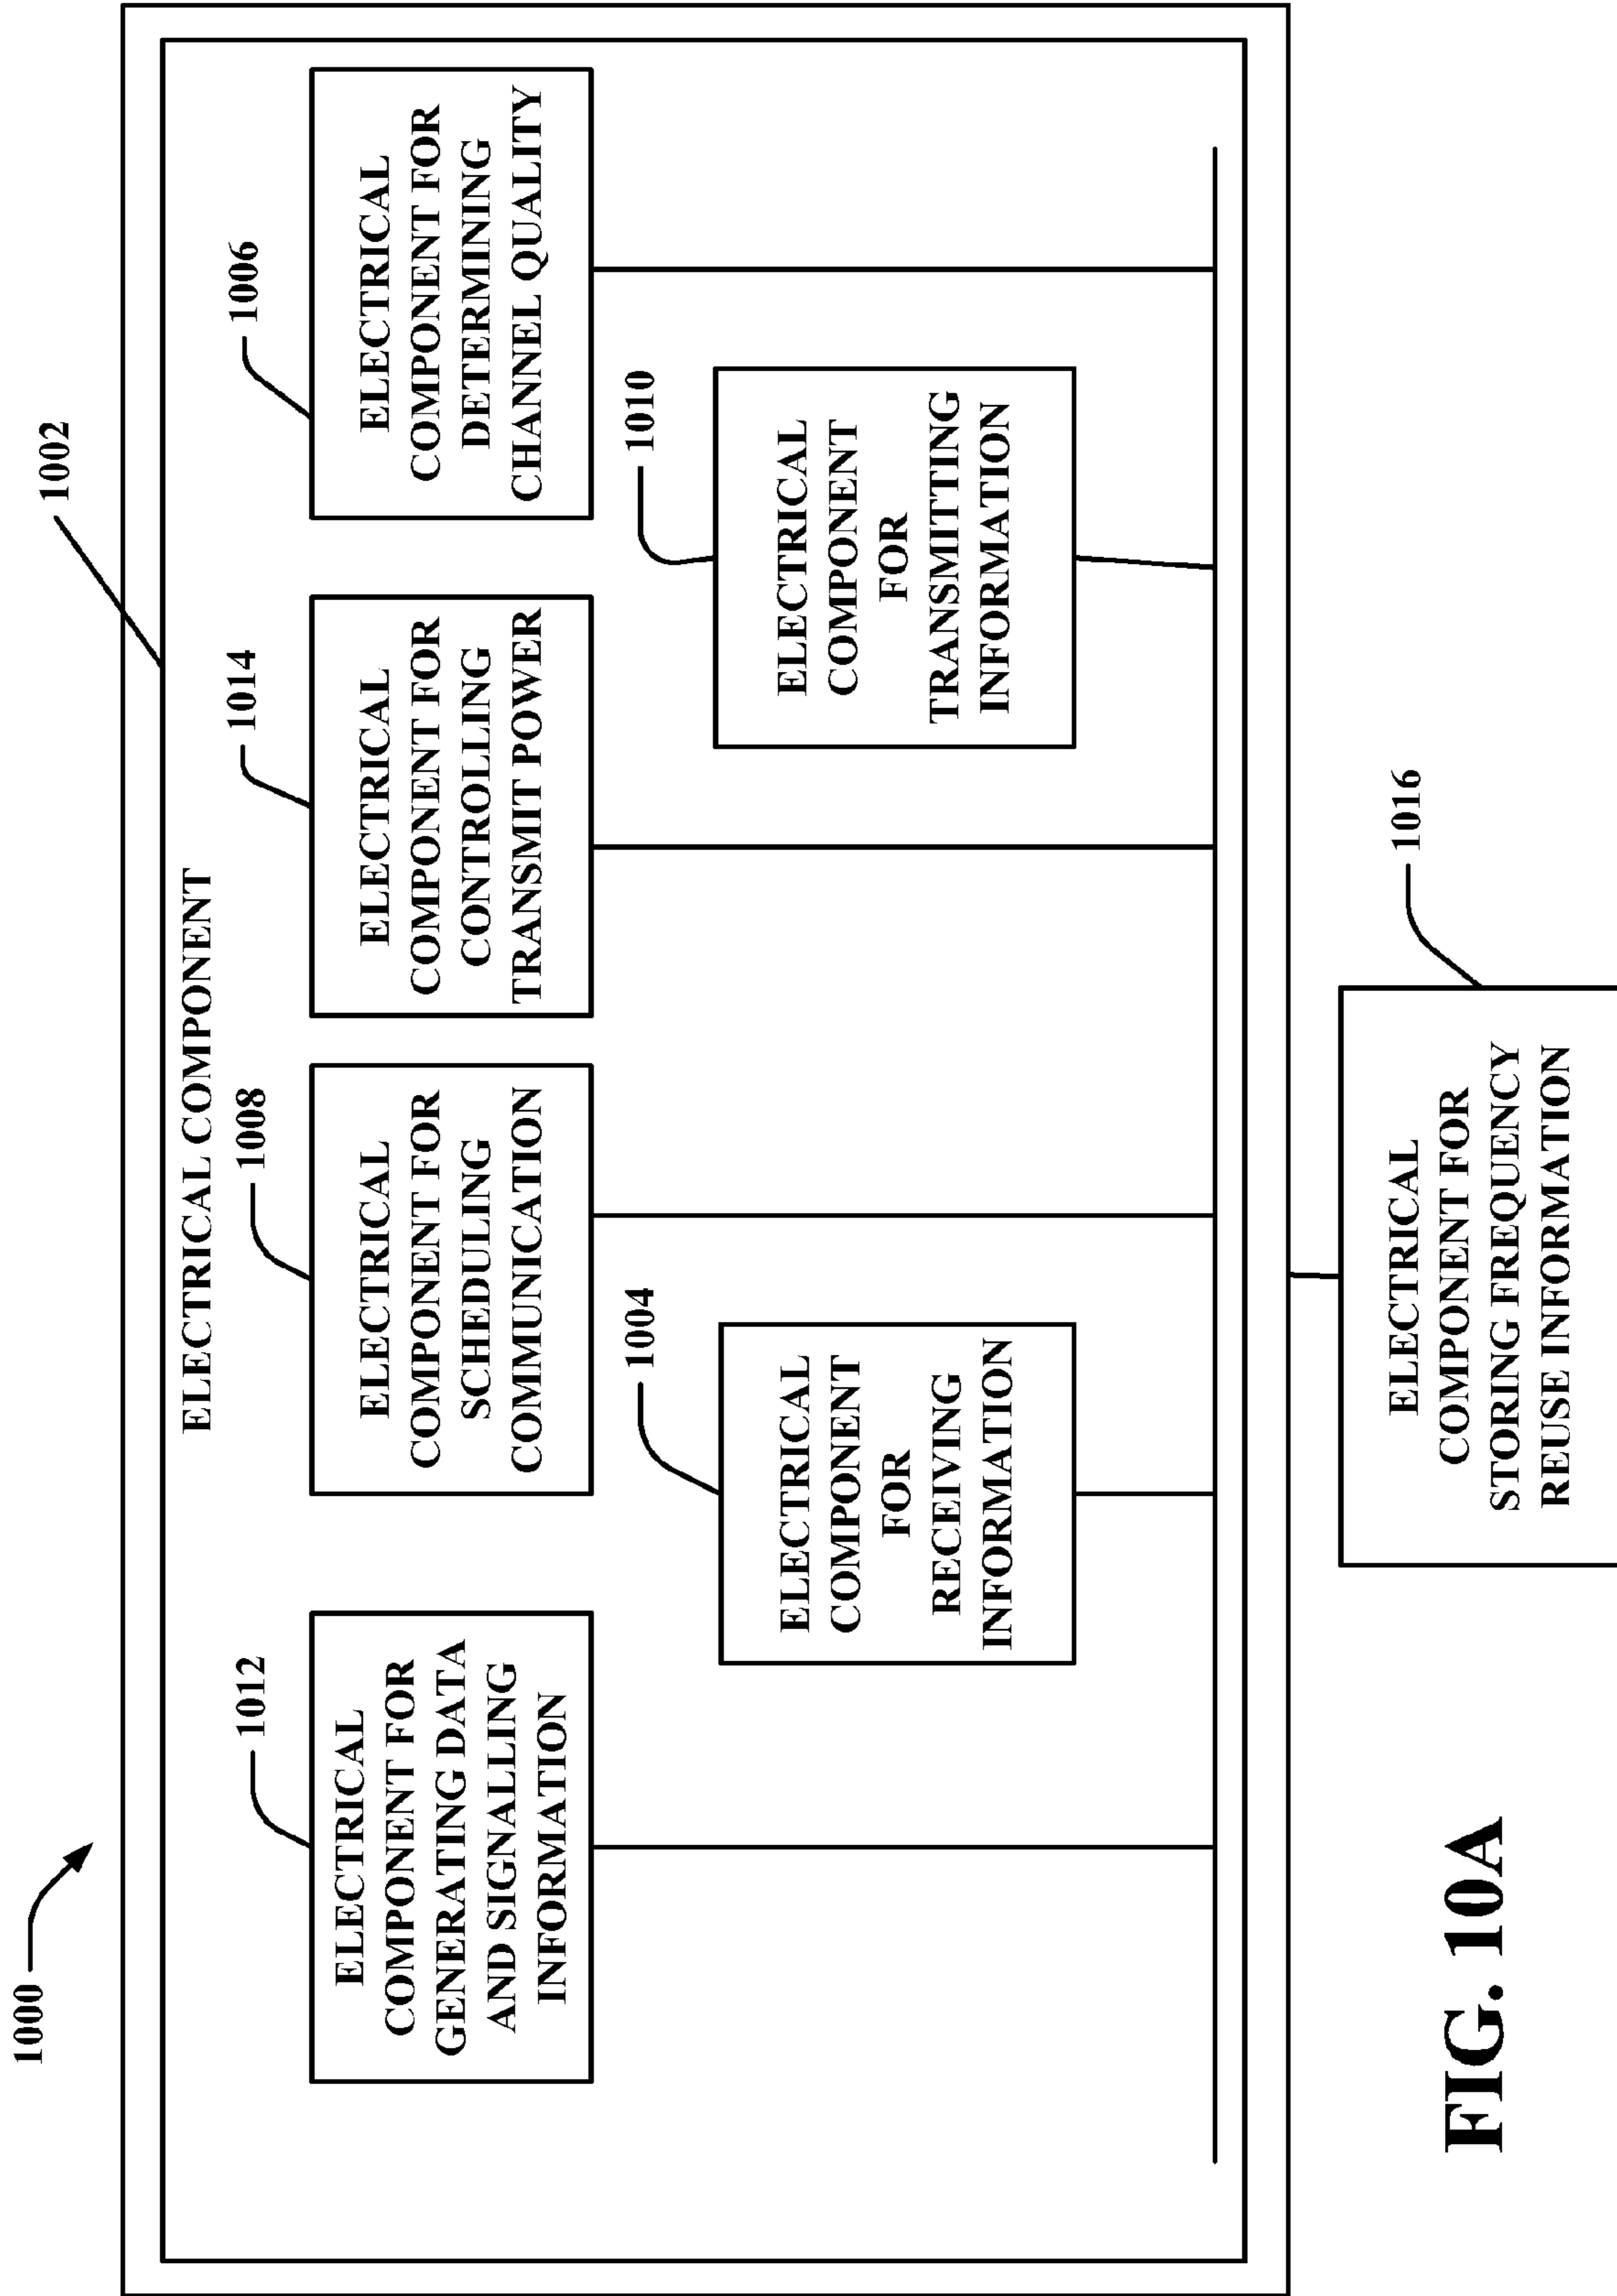 1000
1002
ELECTRICAL COMPONENT
1012
ELECTRICAL
COMPONENT FOR
GENERATING DATA
AND SIGNALLING
INFORMATION
1008
ELECTRICAL
COMPONENT FOR
SCHEDULING
COMMUNICATION
1014
ELECTRICAL
COMPONENT FOR
CONTROLLING
TRANSMIT POWER
1006
ELECTRICAL
COMPONENT FOR
DETERMINING
CHANNEL QUALITY
1004
ELECTRICAL
COMPONENT
FOR
RECEIVING
INFORMATION
1010
ELECTRICAL
COMPONENT
FOR
TRANSMITTING
INFORMATION
1016
ELECTRICAL
COMPONENT FOR
STORING FREQUENCY
REUSE INFORMATION
FIG. 10A